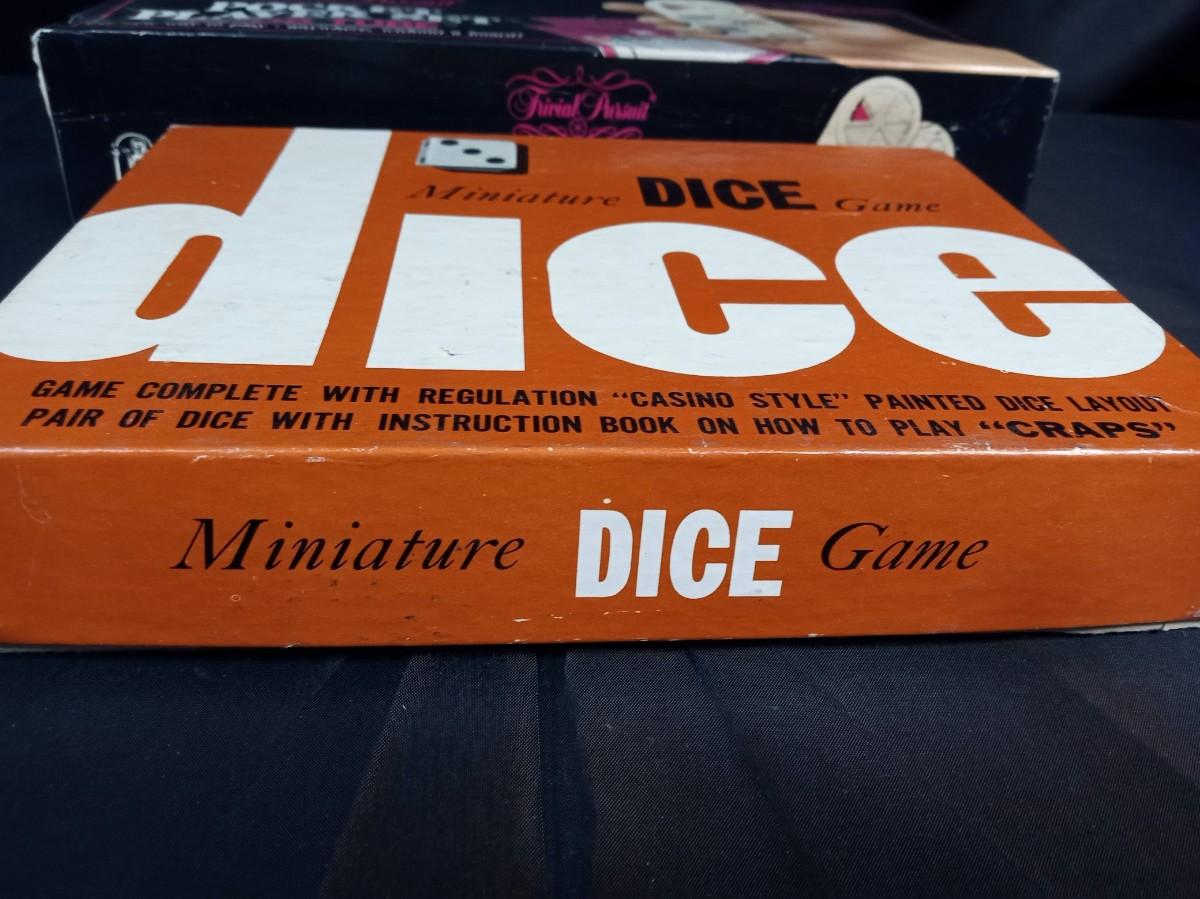 Trivial Pursuit
Miniature DICE Game
dice
GAME COMPLETE WITH REGULATION “CASINO STYLE” PAINTED DICE LAYOUT
PAIR OF DICE WITH INSTRUCTION BOOK ON HOW TO PLAY “CRAPS”
Miniature DICE Game